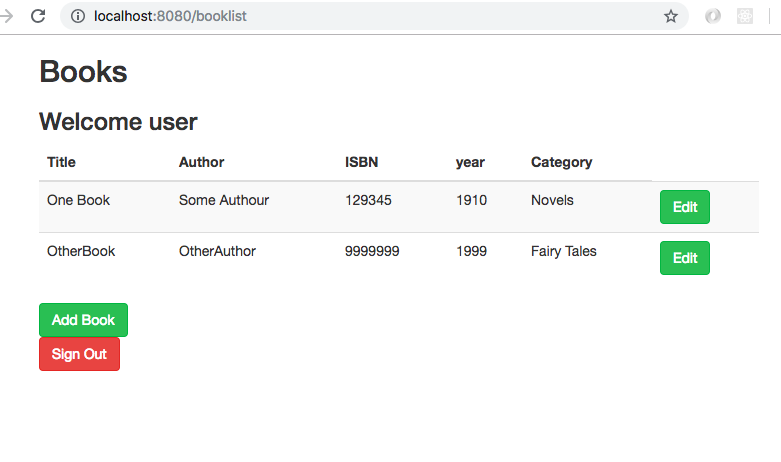 localhost:8080/booklist
Books
Welcome user
Title Author ISBN year Category
One Book Some Authour 129345 1910 Novels Edit
OtherBook OtherAuthor 9999999 1999 Fairy Tales Edit
Add Book
Sign Out